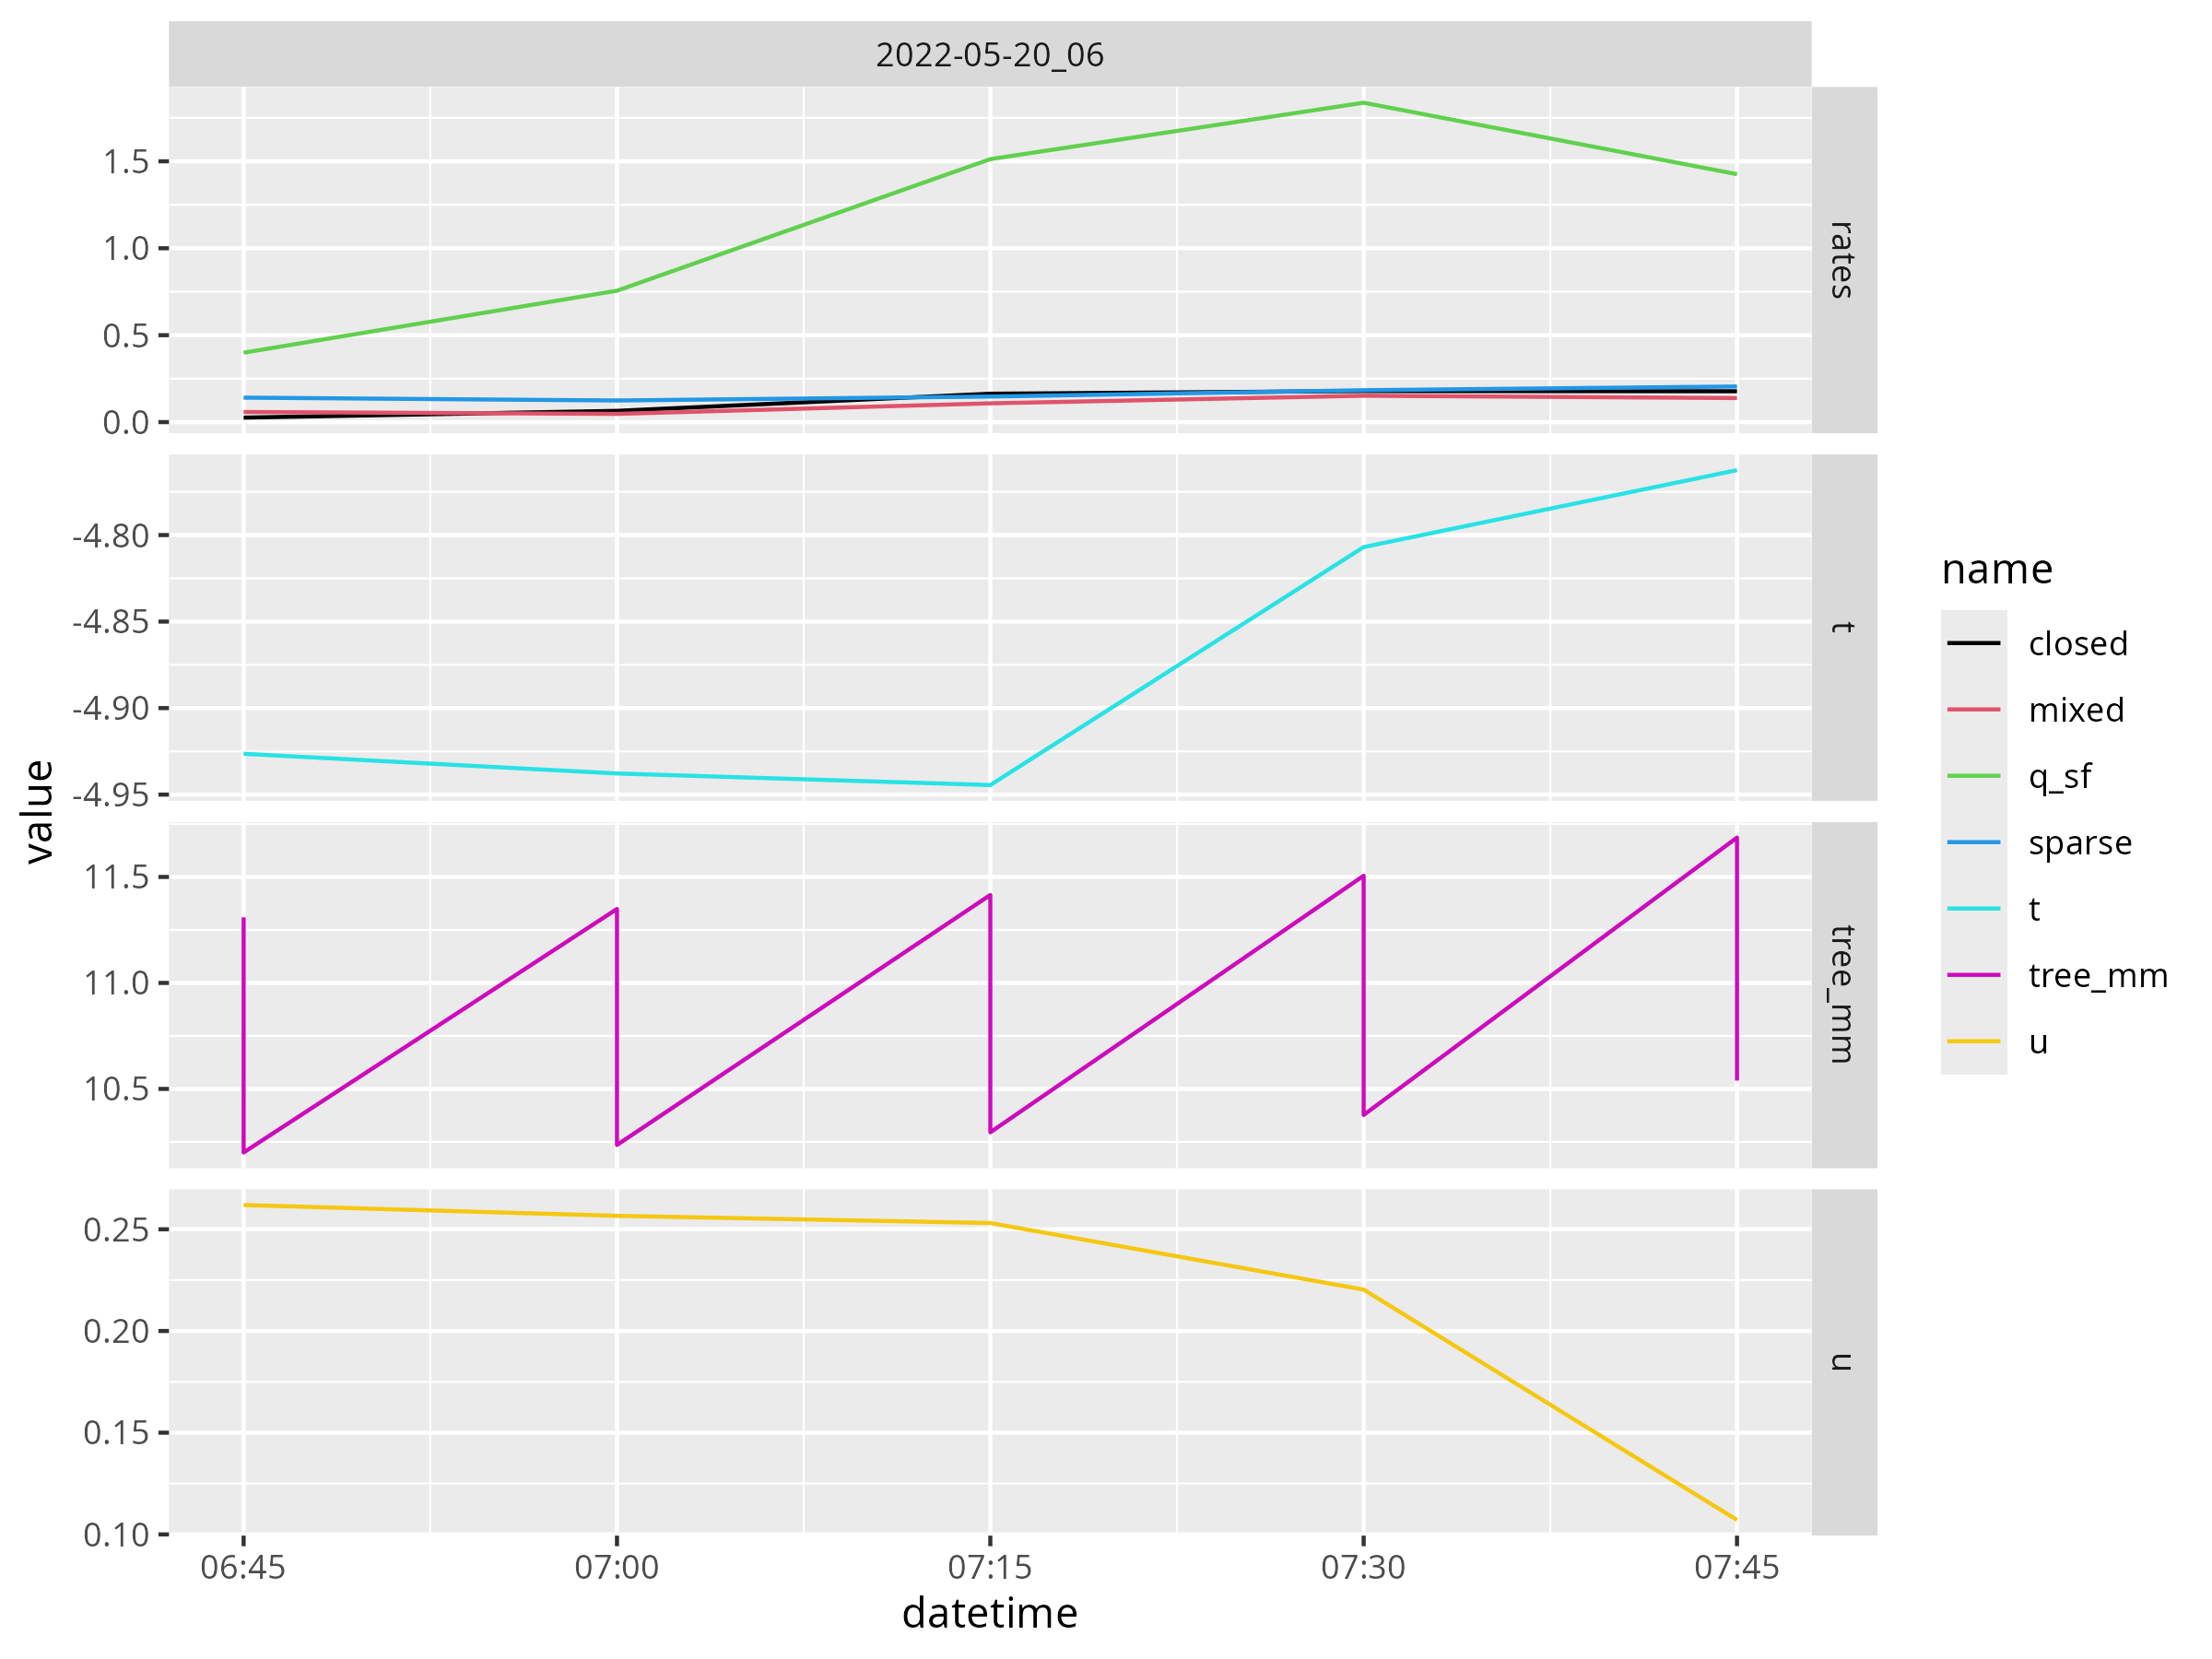 2022-05-20_06
1.5
1.0
0.5
0.0
rates
-4.80
-4.85
-4.90
-4.95
t
11.5
11.0
10.5
tree_mm
0.25
0.20
0.15
0.10
u
06:45 07:00 07:15 07:30 07:45
datetime
value
name
closed
mixed
q_sf
sparse
t
tree_mm
u